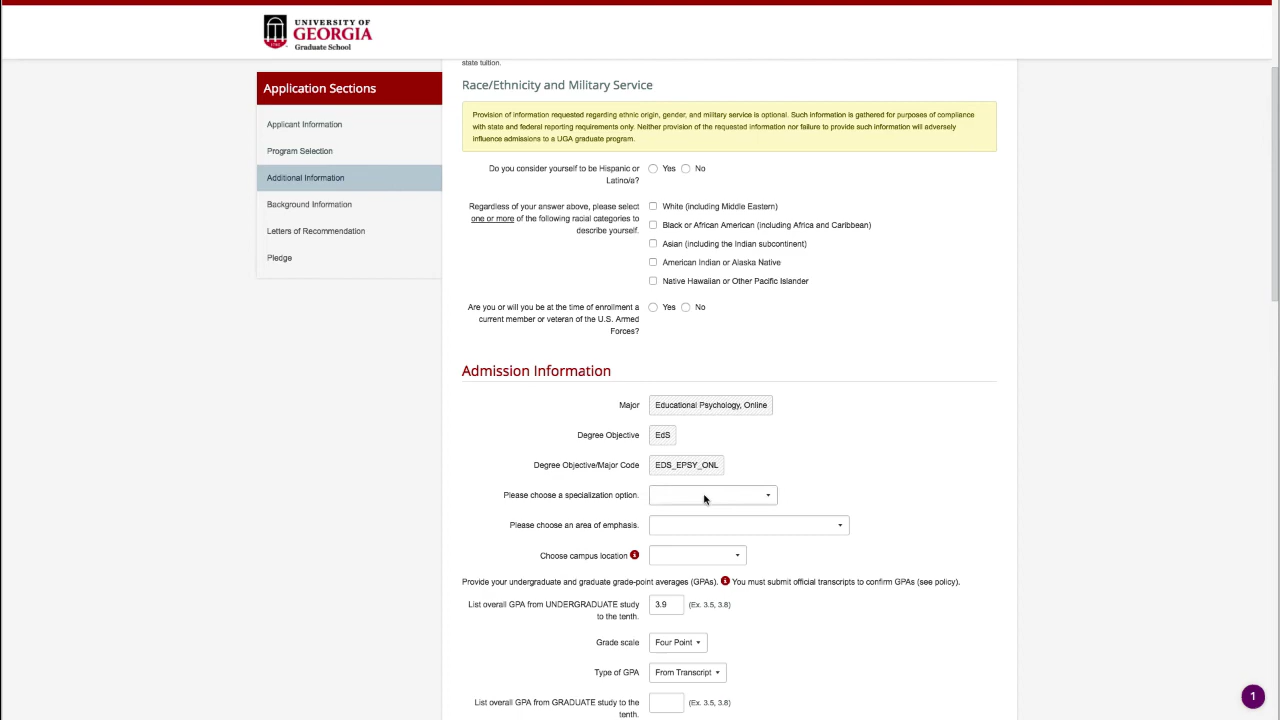 UNIVERSITY OF
GEORGIA
Graduate School
1785
state tuition.
Application Sections
Applicant Information
Program Selection
Additional Information
Background Information
Letters of Recommendation
Pledge
Race/Ethnicity and Military Service
Provision of information requested regarding ethnic origin, gender, and military service is optional. Such information is gathered for purposes of compliance
with state and federal reporting requirements only. Neither provision of the requested information nor failure to provide such information will adversely
influence admissions to a UGA graduate program.
Do you consider yourself to be Hispanic or Yes No
Latino/a?
Regardless of your answer above, please select White (including Middle Eastern)
one or more of the following racial categories to Black or African American (including Africa and Caribbean)
describe yourself.
Asian (including the Indian subcontinent)
American Indian or Alaska Native
Native Hawaiian or Other Pacific Islander
Are you or will you be at the time of enrollment a Yes No
current member or veteran of the U.S. Armed
Forces?
Admission Information
Major Educational Psychology, Online
Degree Objective EdS
Degree Objective/Major Code EDS_EPSY_ONL
Please choose a specialization option.
Please choose an area of emphasis.
Choose campus location
Provide your undergraduate and graduate grade-point averages (GPAs). You must submit official transcripts to confirm GPAs (see policy).
List overall GPA from UNDERGRADUATE study 3.9 (Ex. 3.5, 3.8)
to the tenth.
Grade scale Four Point
Type of GPA From Transcript
List overall GPA from GRADUATE study to the (Ex. 3.5, 3.8)
tenth.
1